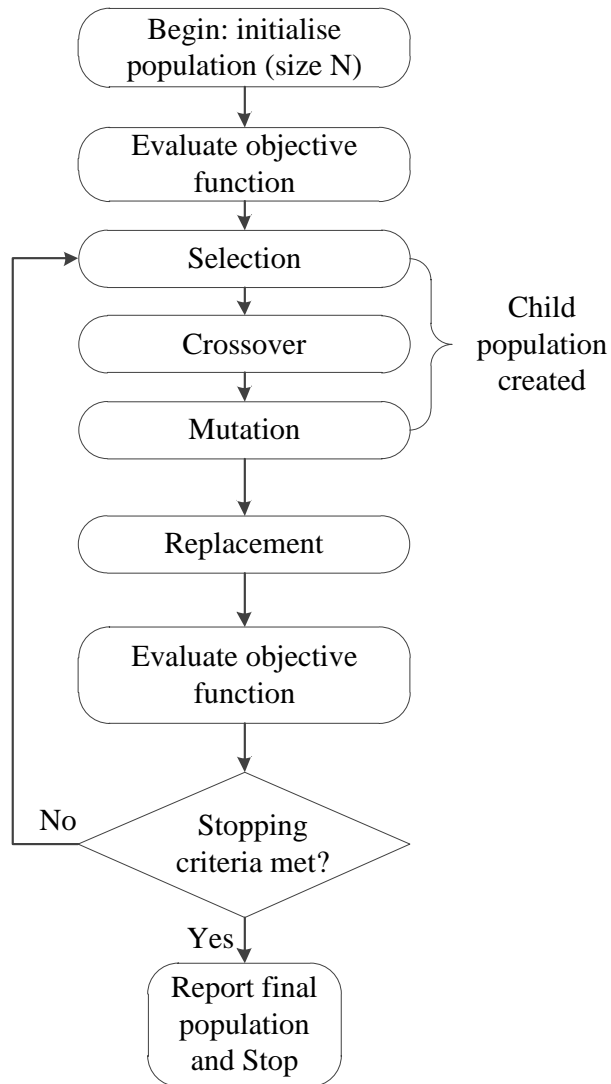 Begin: initialise
population (size N)
Evaluate objective
function
Selection
Crossover
Mutation
Child
population
created
Replacement
Evaluate objective
function
No
Stopping
criteria met?
Yes
Report final
population
and Stop